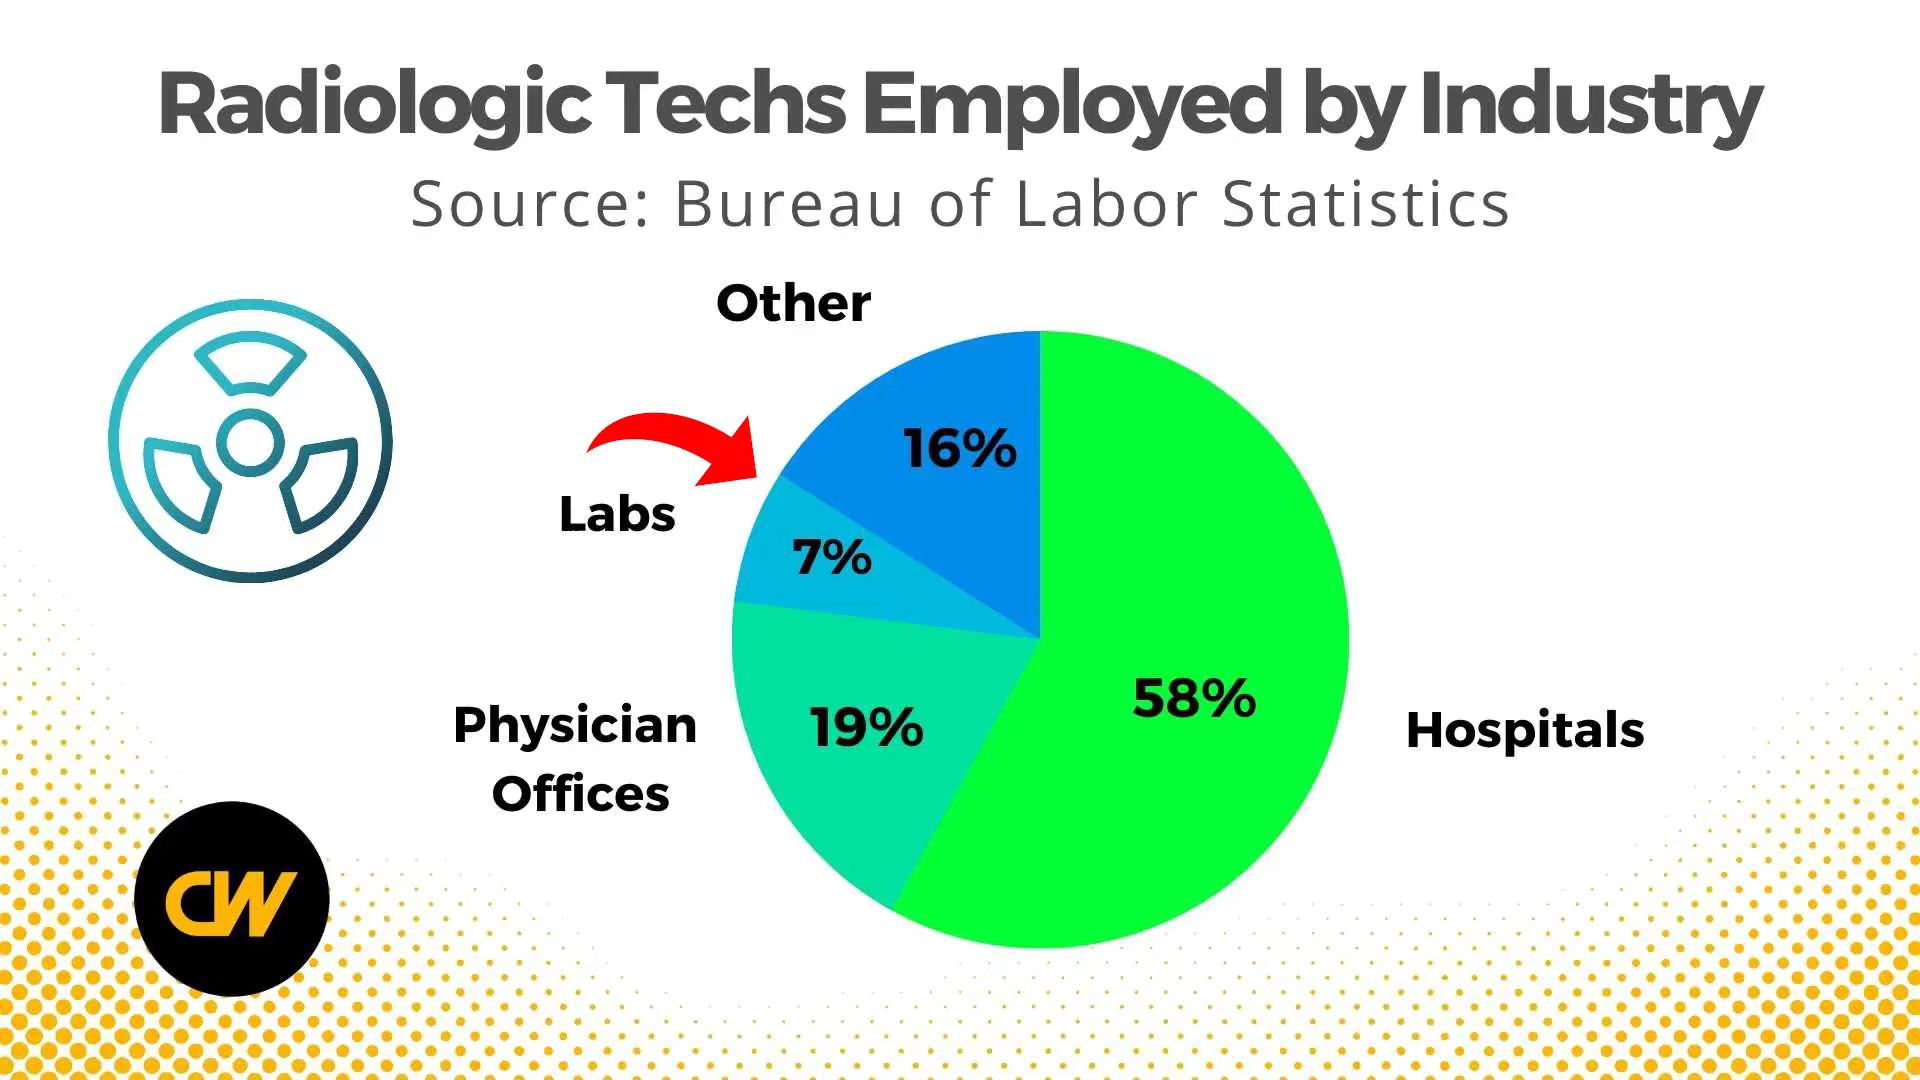 Radiologic Techs Employed by Industry
Source: Bureau of Labor Statistics
Other
16%
Labs
7%
58%
Hospitals
Physician
Offices
19%
CW